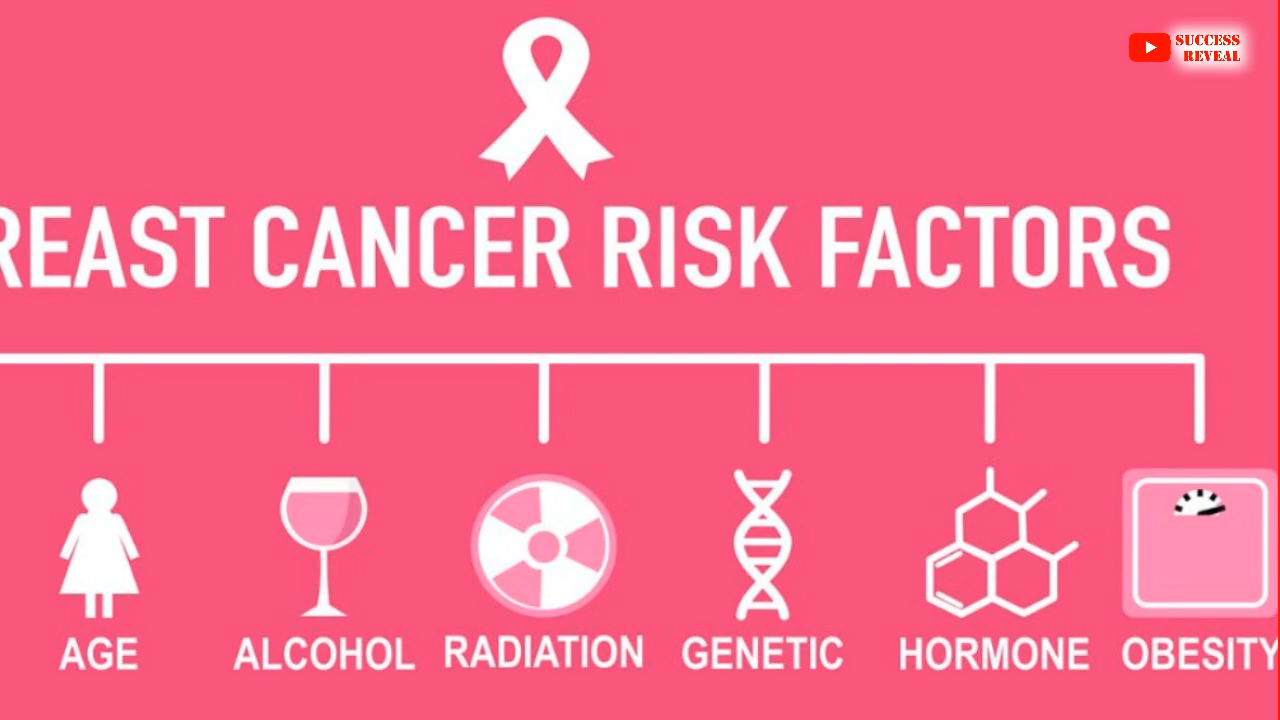 SUCCESS
REVEAL
REAST CANCER RISK FACTORS
AGE ALCOHOL RADIATION GENETIC HORMONE OBESITY